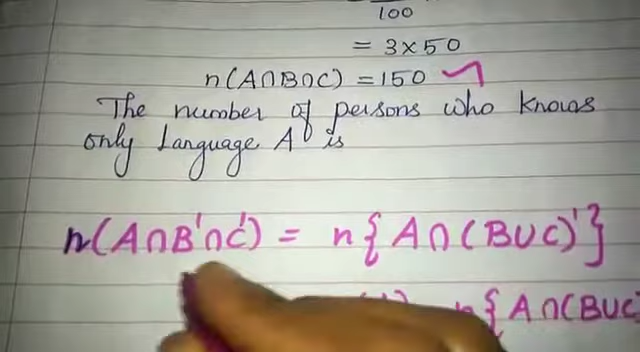 100
= 3×50
n(A∩B∩C) = 150
The number of persons who knows
only Language A is
n(A∩B'∩C') = n{A∩(B∪C)'}
n{A∩(B∪C